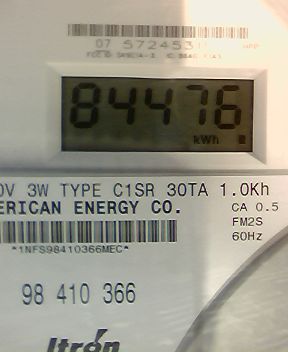 07 5724531
84476
kWh
0V 3W TYPE C1SR 30TA 1.0Kh
ERICAN ENERGY CO.
CA 0.5
FM2S
60Hz
*1NFS98410366MEC*
98 410 366
Itron